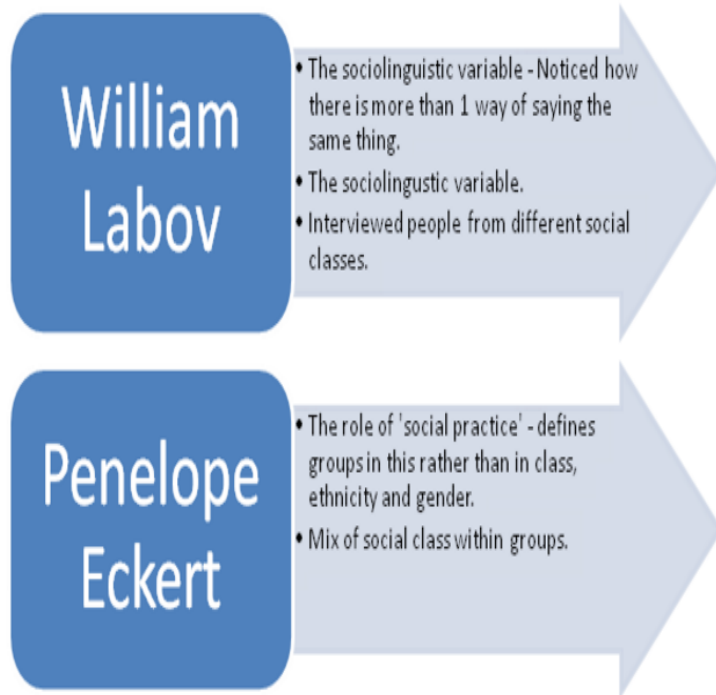 William
Labov
• The sociolinguistic variable - Noticed how
there is more than 1 way of saying the
same thing.
• The sociolingustic variable.
• Interviewed people from different social
classes.
Penelope
Eckert
• The role of 'social practice' - defines
groups in this rather than in class,
ethnicity and gender.
• Mix of social class within groups.